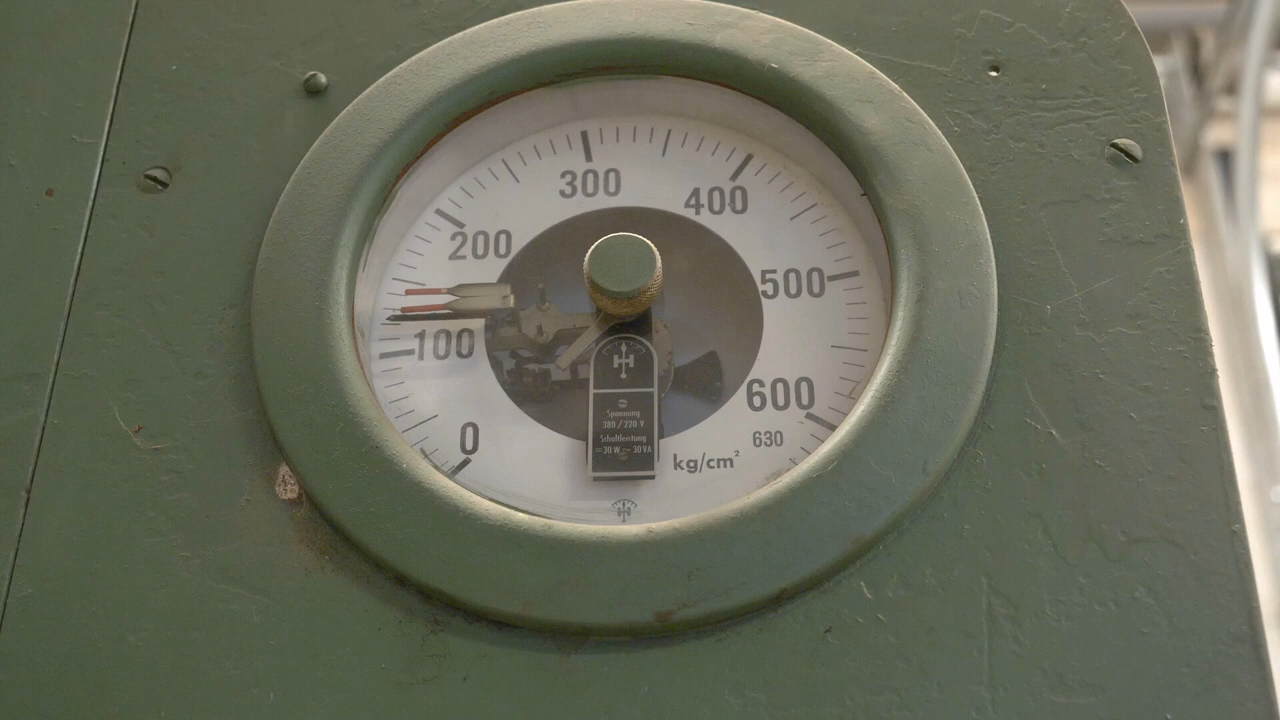 300
400
200
500
100
600
0
630
kg/cm²
Spannung
380 / 220 V
Schaltleistung
= 30 W ~ 30 VA